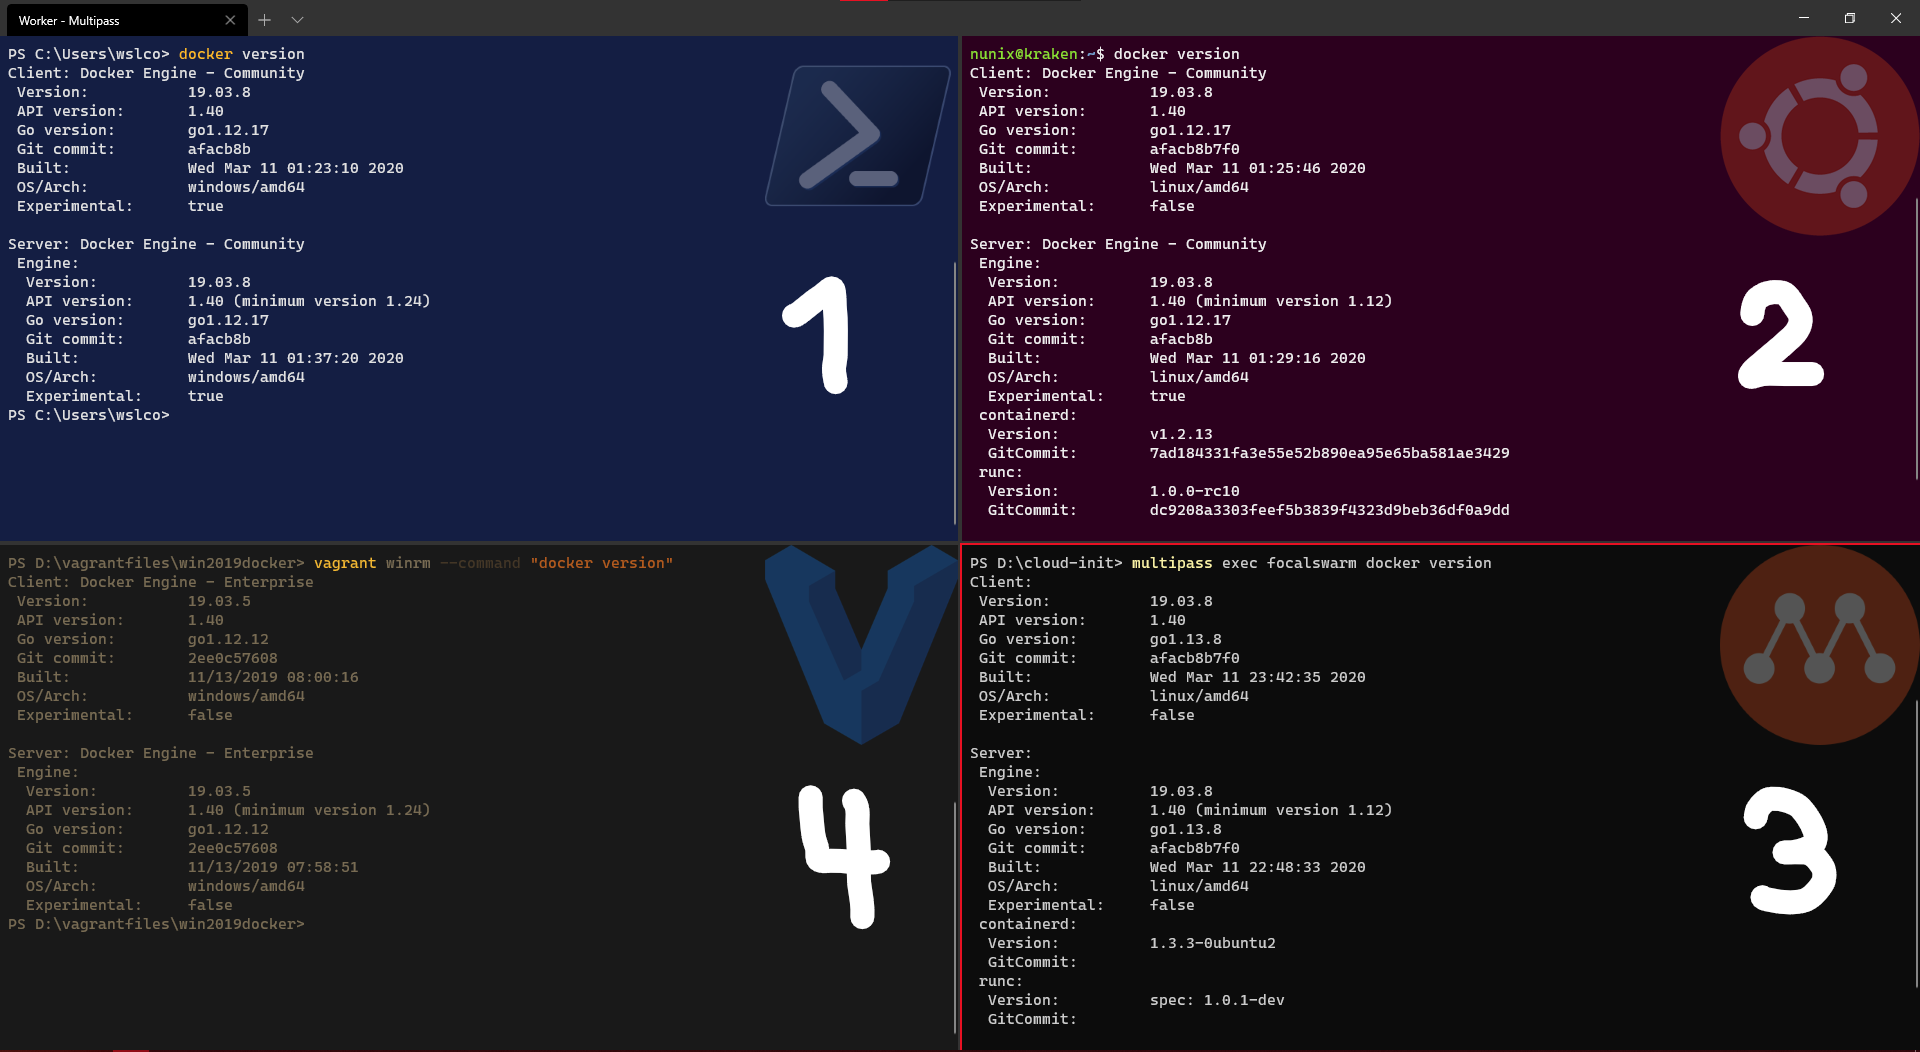 Worker - Multipass
PS C:\Users\wslco> docker version
Client: Docker Engine - Community
Version: 19.03.8
API version: 1.40
Go version: go1.12.17
Git commit: afacb8b
Built: Wed Mar 11 01:23:10 2020
OS/Arch: windows/amd64
Experimental: true
Server: Docker Engine - Community
Engine:
Version: 19.03.8
API version: 1.40 (minimum version 1.24)
Go version: go1.12.17
Git commit: afacb8b
Built: Wed Mar 11 01:37:20 2020
OS/Arch: windows/amd64
Experimental: true
PS C:\Users\wslco>
1
nunix@kraken:~$ docker version
Client: Docker Engine - Community
Version: 19.03.8
API version: 1.40
Go version: go1.12.17
Git commit: afacb8b7f0
Built: Wed Mar 11 01:25:46 2020
OS/Arch: linux/amd64
Experimental: false
Server: Docker Engine - Community
Engine:
Version: 19.03.8
API version: 1.40 (minimum version 1.12)
Go version: go1.12.17
Git commit: afacb8b
Built: Wed Mar 11 01:29:16 2020
OS/Arch: linux/amd64
Experimental: true
containerd:
Version: v1.2.13
GitCommit: 7ad184331fa3e55e52b890ea95e65ba581ae3429
runc:
Version: 1.0.0-rc10
GitCommit: dc9208a3303feef5b3839f4323d9beb36df0a9dd
2
PS D:\vagrantfiles\win2019docker> vagrant winrm --command "docker version"
Client: Docker Engine - Enterprise
Version: 19.03.5
API version: 1.40
Go version: go1.12.12
Git commit: 2ee0c57608
Built: 11/13/2019 08:00:16
OS/Arch: windows/amd64
Experimental: false
Server: Docker Engine - Enterprise
Engine:
Version: 19.03.5
API version: 1.40 (minimum version 1.24)
Go version: go1.12.12
Git commit: 2ee0c57608
Built: 11/13/2019 07:58:51
OS/Arch: windows/amd64
Experimental: false
PS D:\vagrantfiles\win2019docker>
4
PS D:\cloud-init> multipass exec focalswarm docker version
Client:
Version: 19.03.8
API version: 1.40
Go version: go1.13.8
Git commit: afacb8b7f0
Built: Wed Mar 11 23:42:35 2020
OS/Arch: linux/amd64
Experimental: false
Server:
Engine:
Version: 19.03.8
API version: 1.40 (minimum version 1.12)
Go version: go1.13.8
Git commit: afacb8b7f0
Built: Wed Mar 11 22:48:33 2020
OS/Arch: linux/amd64
Experimental: false
containerd:
Version: 1.3.3-0ubuntu2
GitCommit:
runc:
Version: spec: 1.0.1-dev
GitCommit:
3